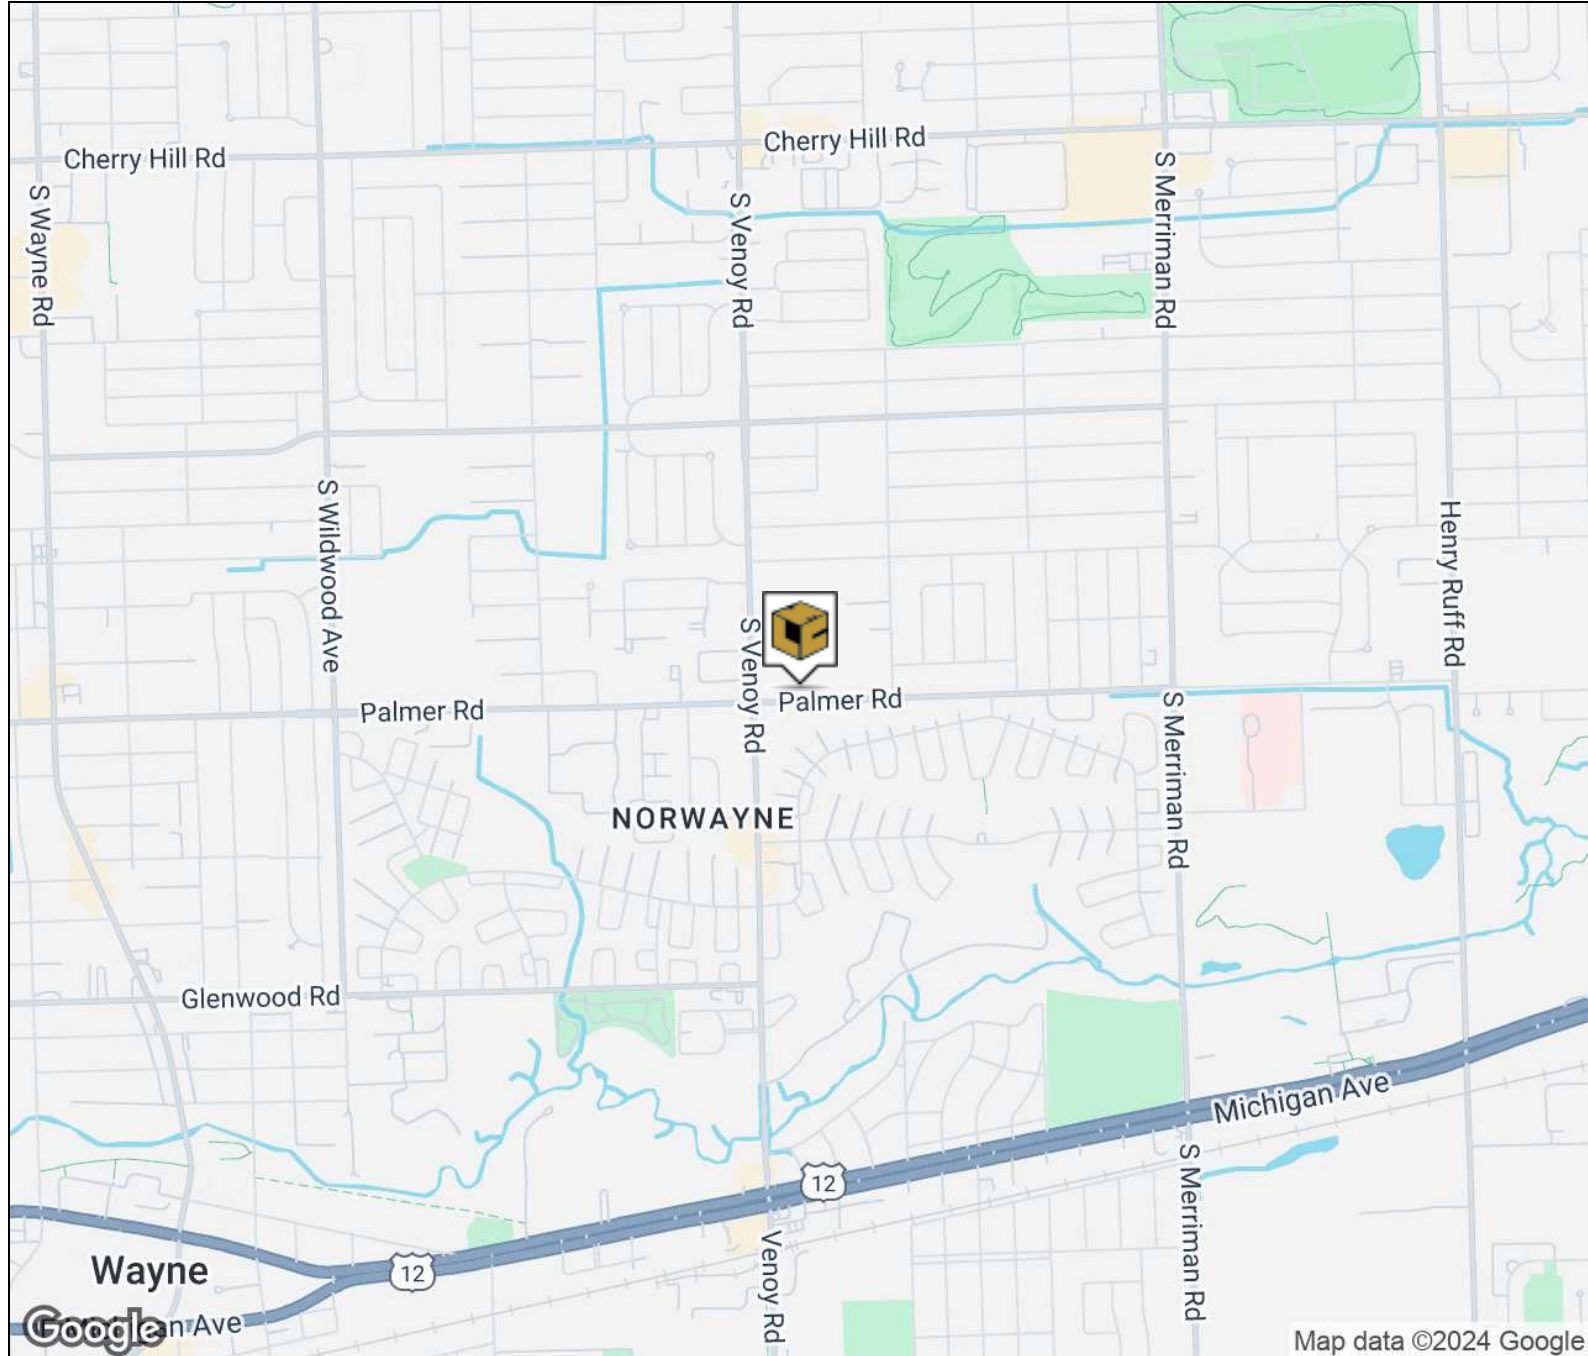 Cherry Hill Rd
Cherry Hill Rd
S Wayne Rd
S Venoy Rd
S Merriman Rd
S Wildwood Ave
Henry Ruff Rd
S Venoy Rd
Palmer Rd
Palmer Rd
S Merriman Rd
NORWAYNE
Glenwood Rd
Michigan Ave
12
S Merriman Rd
Venoy Rd
Wayne
12
Michigan Ave
Google
Map data ©2024 Google